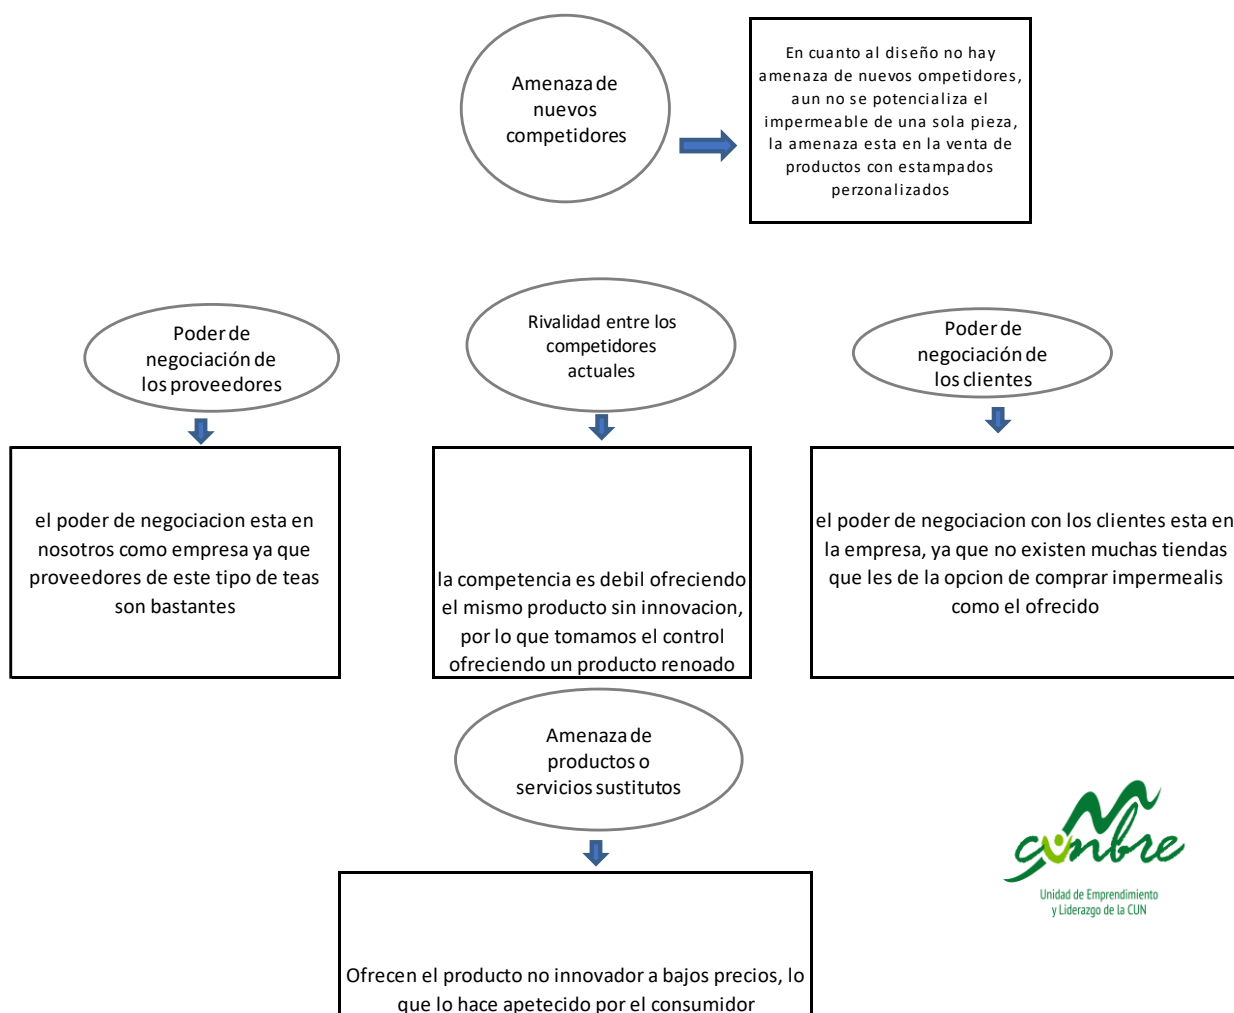 Amenaza de
nuevos
competidores
En cuanto al diseño no hay
amenaza de nuevos ompetidores,
aun no se potencializa el
impermeable de una sola pieza,
la amenaza esta en la venta de
productos con estampados
perzonalizados
Poder de
negociación de
los proveedores
Rivalidad entre los
competidores
actuales
Poder de
negociación de
los clientes
el poder de negociacion esta en
nosotros como empresa ya que
proveedores de este tipo de teas
son bastantes
la competencia es debil ofreciendo
el mismo producto sin innovacion,
por lo que tomamos el control
ofreciendo un producto renoado
el poder de negociacion con los clientes esta en
la empresa, ya que no existen muchas tiendas
que les de la opcion de comprar impermealis
como el ofrecido
Amenaza de
productos o
servicios sustitutos
Ofrecen el producto no innovador a bajos precios, lo
que lo hace apetecido por el consumidor
cumbre
Unidad de Emprendimiento
y Liderazgo de la CUN